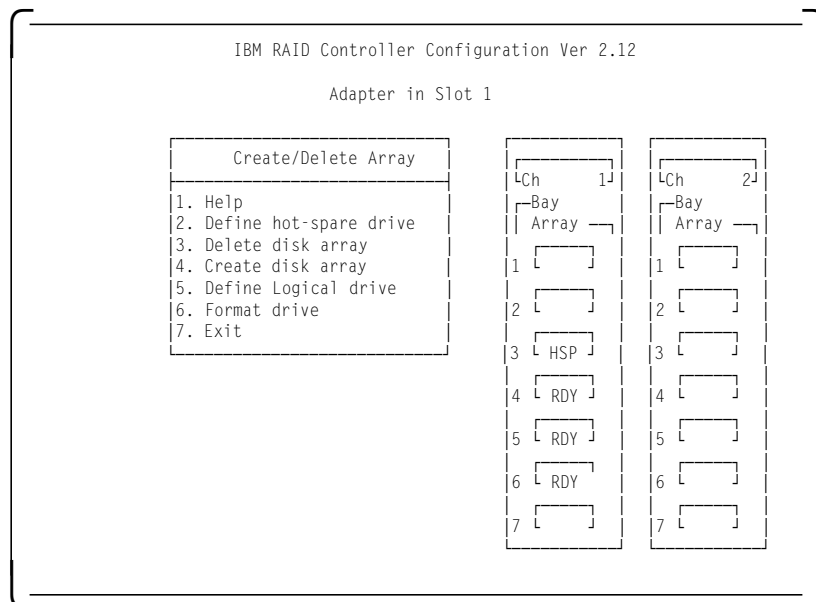 IBM RAID Controller Configuration Ver 2.12
Adapter in Slot 1
Create/Delete Array
1. Help
2. Define hot-spare drive
3. Delete disk array
4. Create disk array
5. Define Logical drive
6. Format drive
7. Exit
Ch 1
Bay
Array
1
2
3 HSP
4 RDY
5 RDY
6 RDY
7
Ch 2
Bay
Array
1
2
3
4
5
6
7